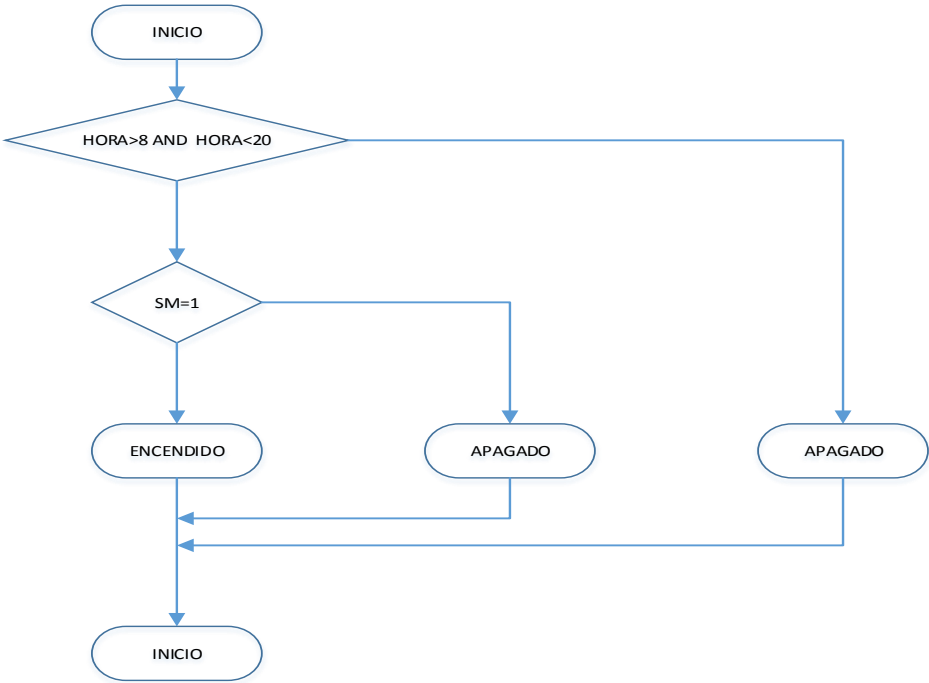 INICIO
HORA>8 AND HORA<20
SM=1
ENCENDIDO
APAGADO
APAGADO
INICIO